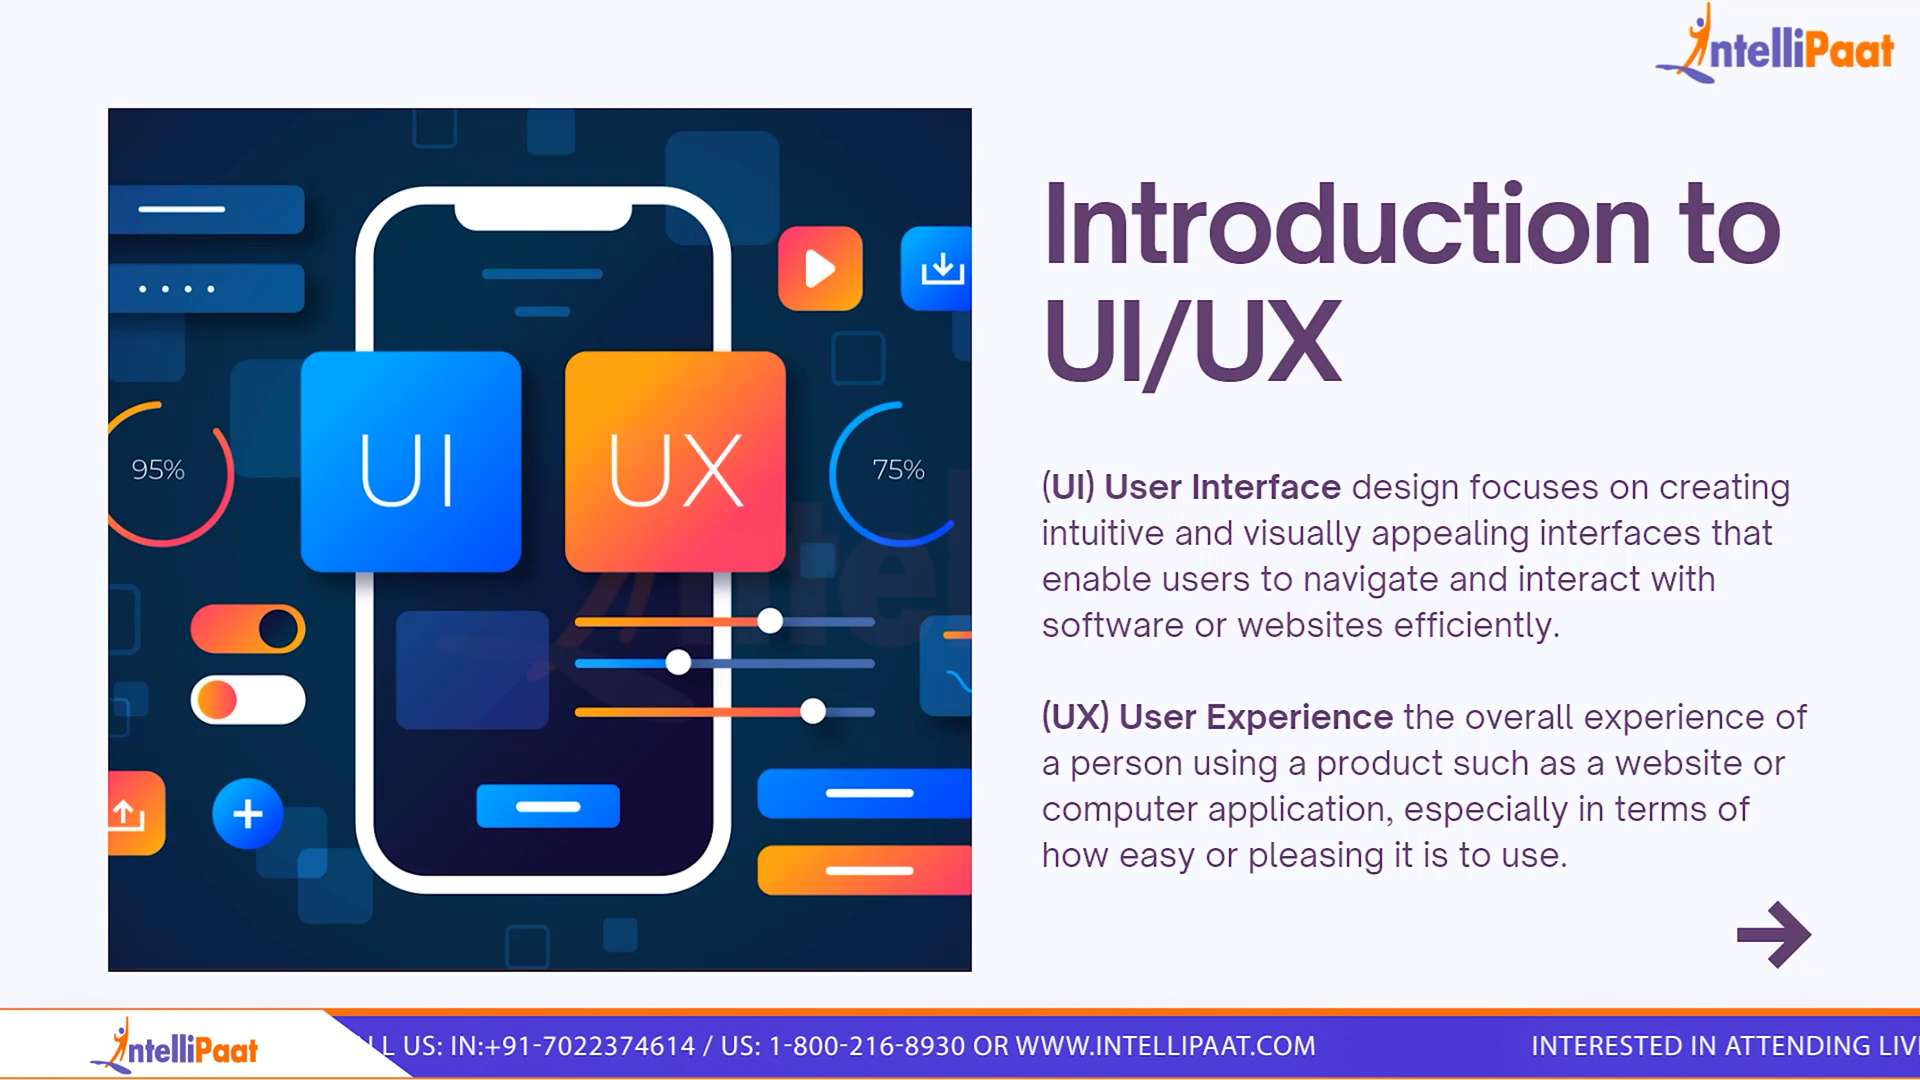 IntelliPaat
95%
UI
UX
75%
Introduction to
UI/UX
(UI) User Interface design focuses on creating
intuitive and visually appealing interfaces that
enable users to navigate and interact with
software or websites efficiently.
(UX) User Experience the overall experience of
a person using a product such as a website or
computer application, especially in terms of
how easy or pleasing it is to use.
IntelliPaat
LL US: IN:+91-7022374614 / US: 1-800-216-8930 OR WWW.INTELLIPAAT.COM
INTERESTED IN ATTENDING